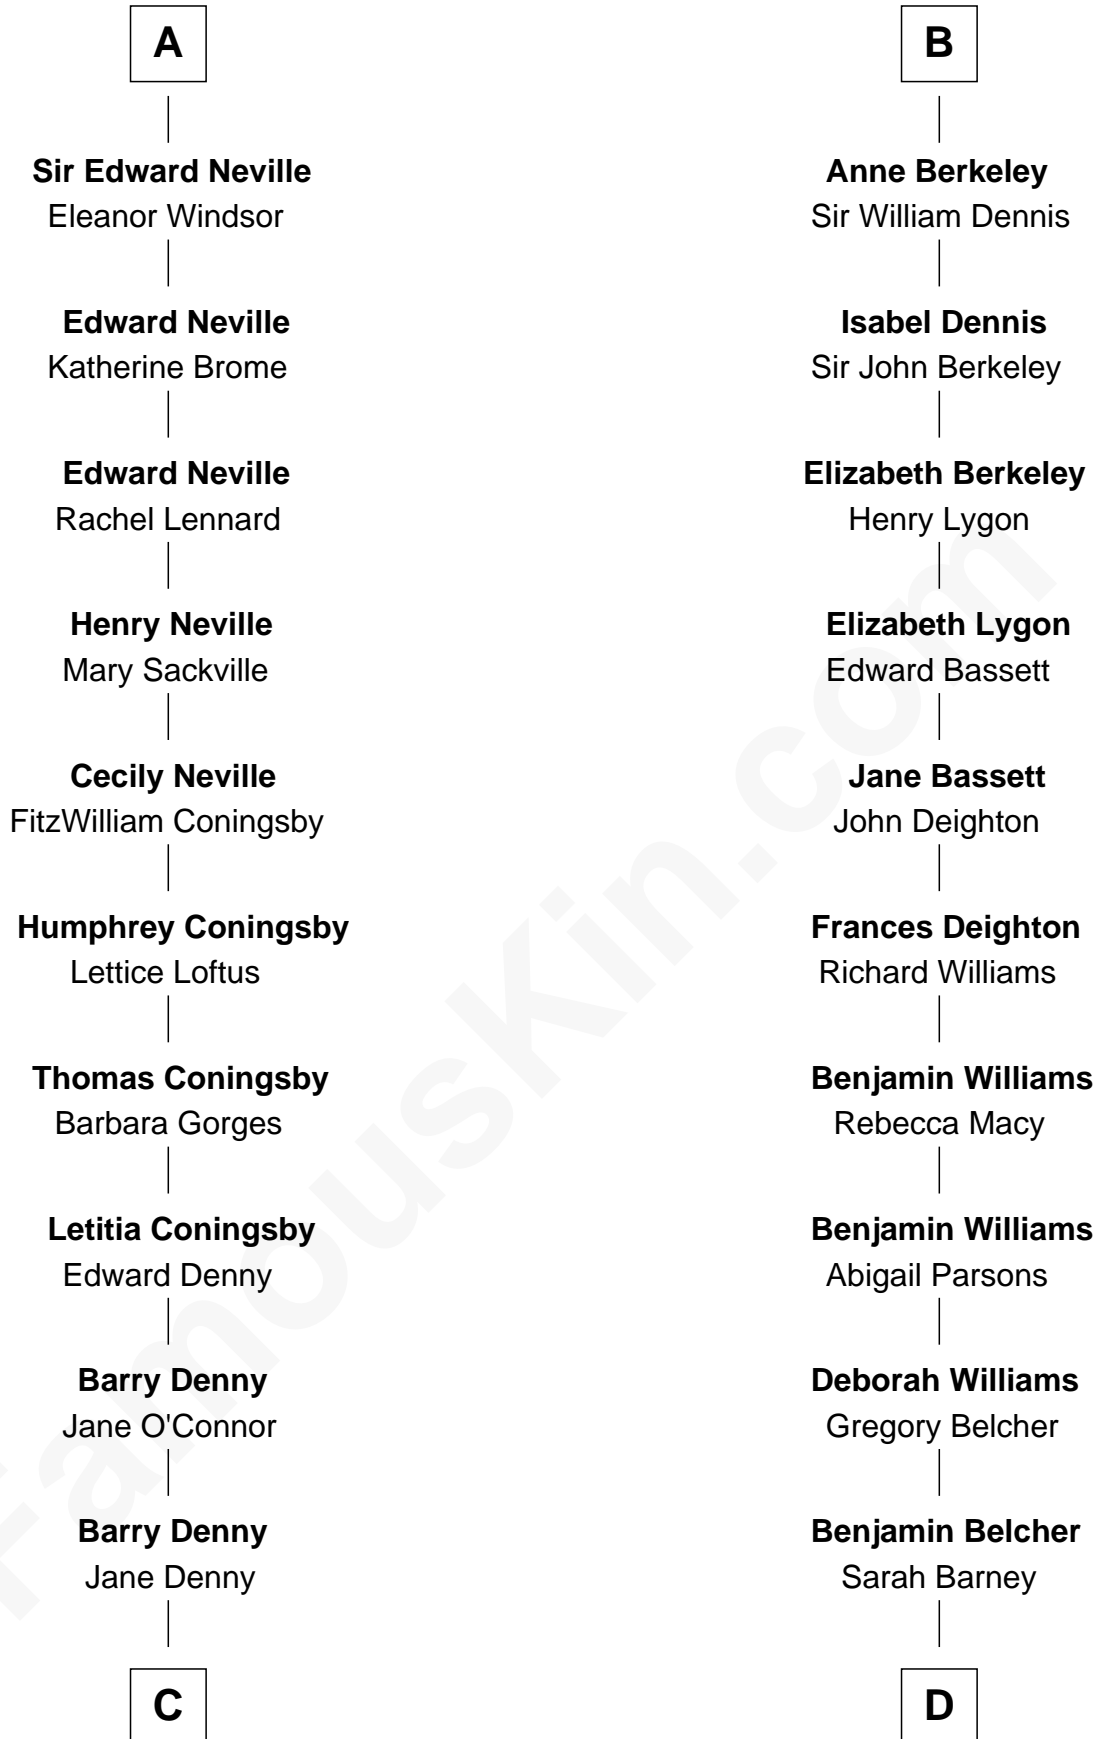 A
Sir Edward Neville
Eleanor Windsor
Edward Neville
Katherine Brome
Edward Neville
Rachel Lennard
Henry Neville
Mary Sackville
Cecily Neville
FitzWilliam Coningsby
Humphrey Coningsby
Lettice Loftus
Thomas Coningsby
Barbara Gorges
Letitia Coningsby
Edward Denny
Barry Denny
Jane O'Connor
Barry Denny
Jane Denny
C
B
Anne Berkeley
Sir William Dennis
Isabel Dennis
Sir John Berkeley
Elizabeth Berkeley
Henry Lygon
Elizabeth Lygon
Edward Bassett
Jane Bassett
John Deighton
Frances Deighton
Richard Williams
Benjamin Williams
Rebecca Macy
Benjamin Williams
Abigail Parsons
Deborah Williams
Gregory Belcher
Benjamin Belcher
Sarah Barney
D
FamousKin.com